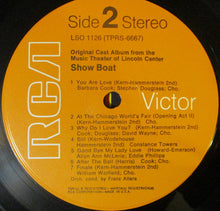 Side 2 Stereo
LSO 1126 (TPRS-6667)
Original Cast Album from the
Music Theater of Lincoln Center
Show Boat
RCA
Victor
1 You Are Love (Kern-Hammerstein 2nd)
Barbara Cook; Stephen Douglass; Cho.
2 At The Chicago World's Fair (Opening Act II)
(Kern-Hammerstein 2nd)
3 Why Do I Love You? (Kern-Hammerstein
2nd) Cook; Douglass; David Wayne; Cho.
4 Bill (Kern-Wodehouse-
Hammerstein 2nd) Constance Towers
5 Good Bye My Lady Love (Howard-Emerson)
Allyn Ann McLerie; Eddie Phillips
6 After The Ball (Harris) Cook; Cho.
7 Finale (Kern-Hammerstein 2nd)
William Warfield; Cho.
Orchestra and Cho. cond. by Franz Allers